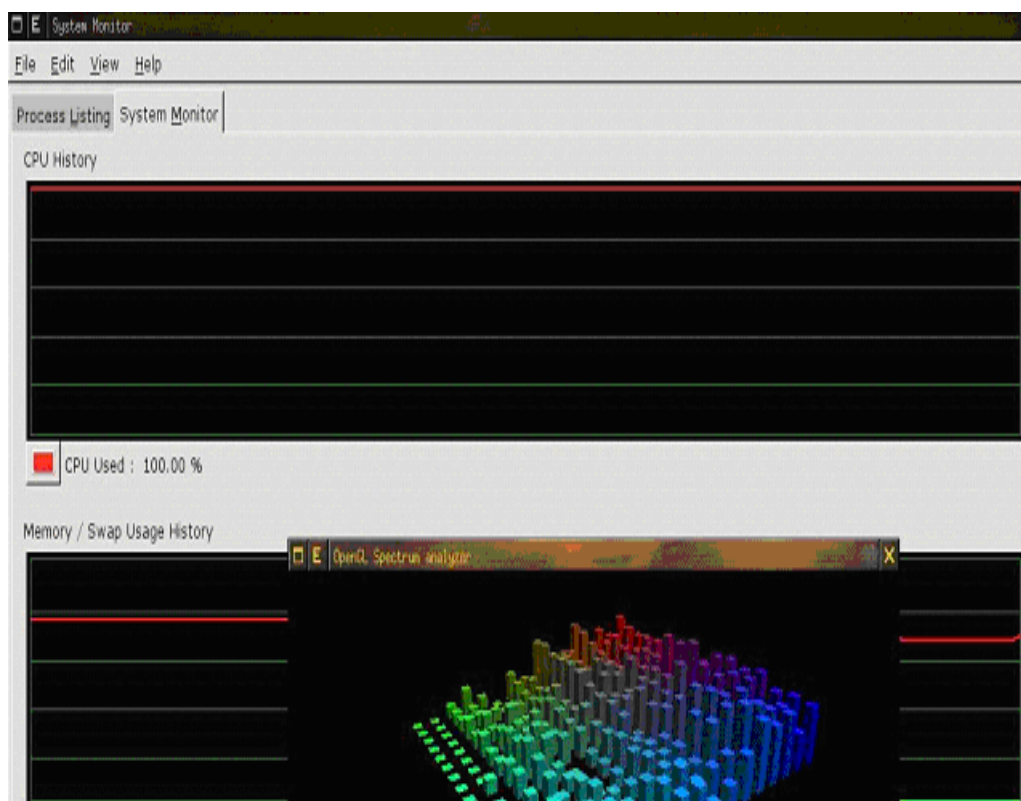 System Monitor
File Edit View Help
Process Listing System Monitor
CPU History
CPU Used : 100.00 %
Memory / Swap Usage History
OpenGL Spectrum analyzer